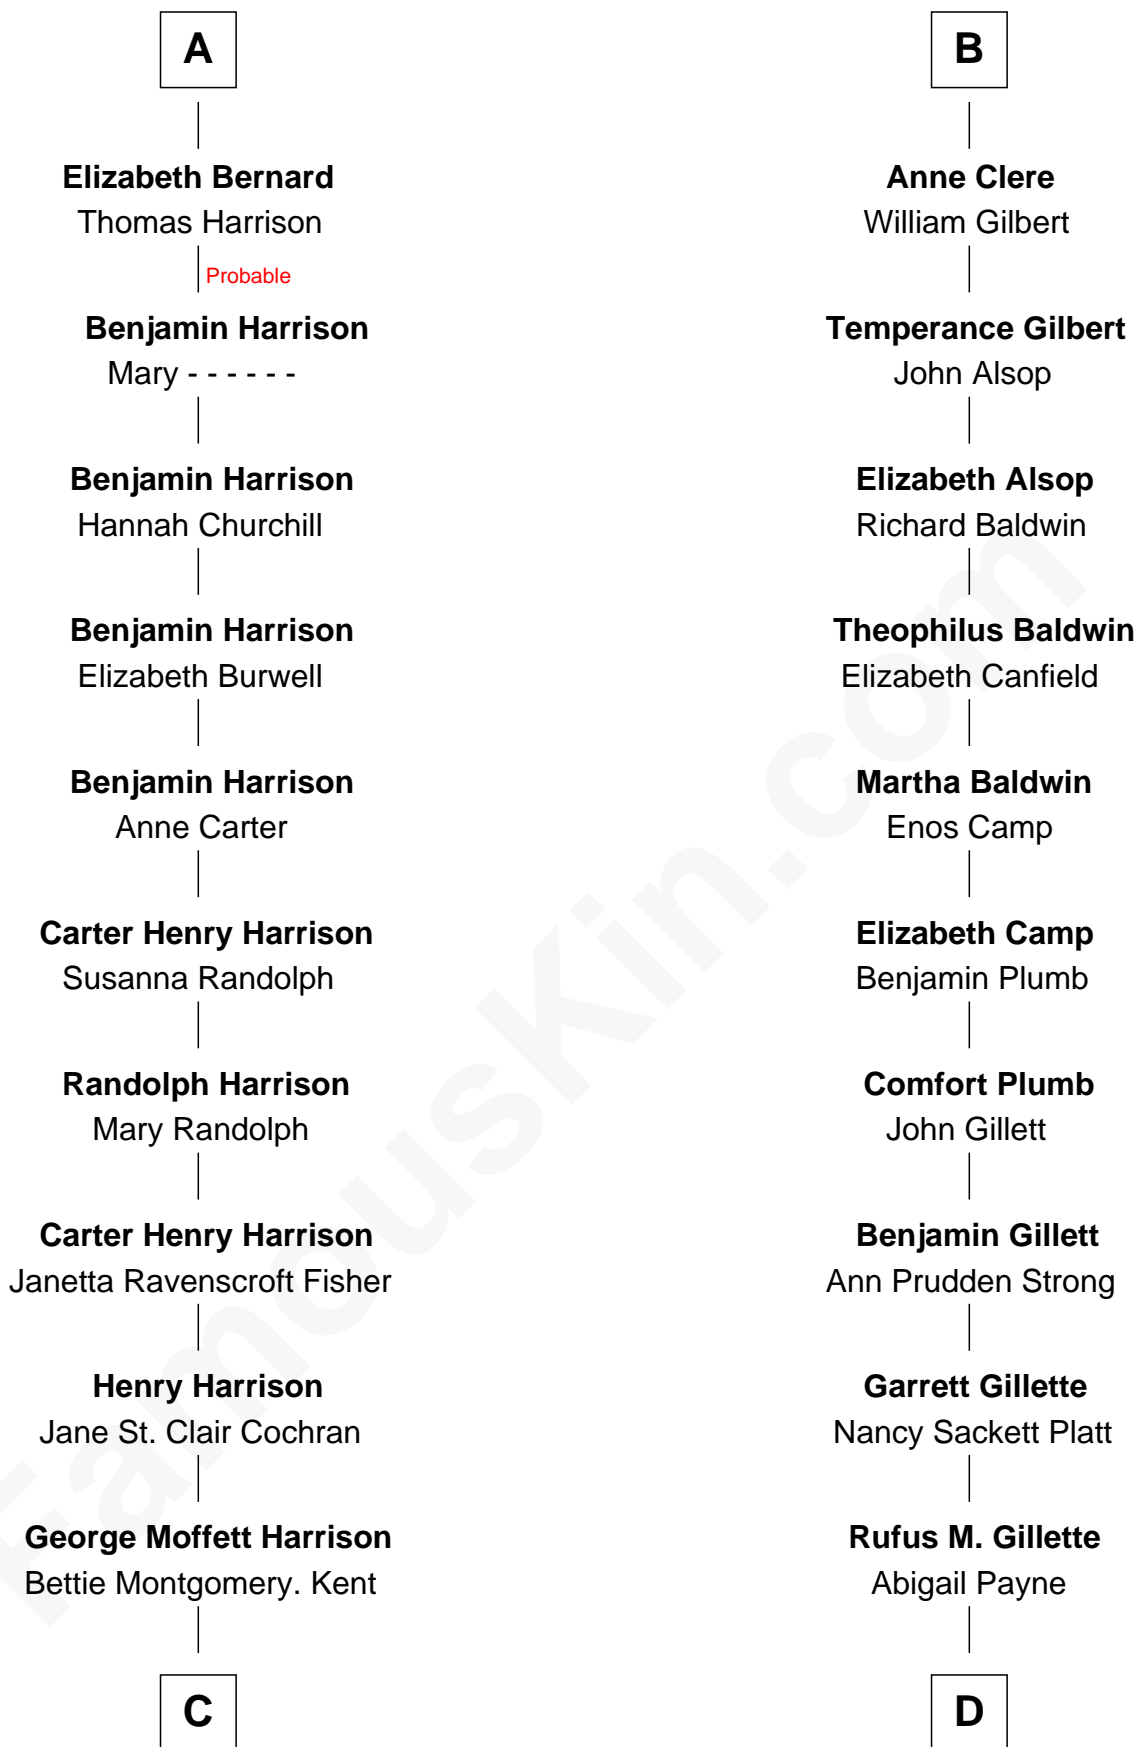 A
Elizabeth Bernard
Thomas Harrison
Probable
Benjamin Harrison
Mary - - - - - -
Benjamin Harrison
Hannah Churchill
Benjamin Harrison
Elizabeth Burwell
Benjamin Harrison
Anne Carter
Carter Henry Harrison
Susanna Randolph
Randolph Harrison
Mary Randolph
Carter Henry Harrison
Janetta Ravenscroft Fisher
Henry Harrison
Jane St. Clair Cochran
George Moffett Harrison
Bettie Montgomery. Kent
C
B
Anne Clere
William Gilbert
Temperance Gilbert
John Alsop
Elizabeth Alsop
Richard Baldwin
Theophilus Baldwin
Elizabeth Canfield
Martha Baldwin
Enos Camp
Elizabeth Camp
Benjamin Plumb
Comfort Plumb
John Gillett
Benjamin Gillett
Ann Prudden Strong
Garrett Gillette
Nancy Sackett Platt
Rufus M. Gillette
Abigail Payne
D
FamousKin.com